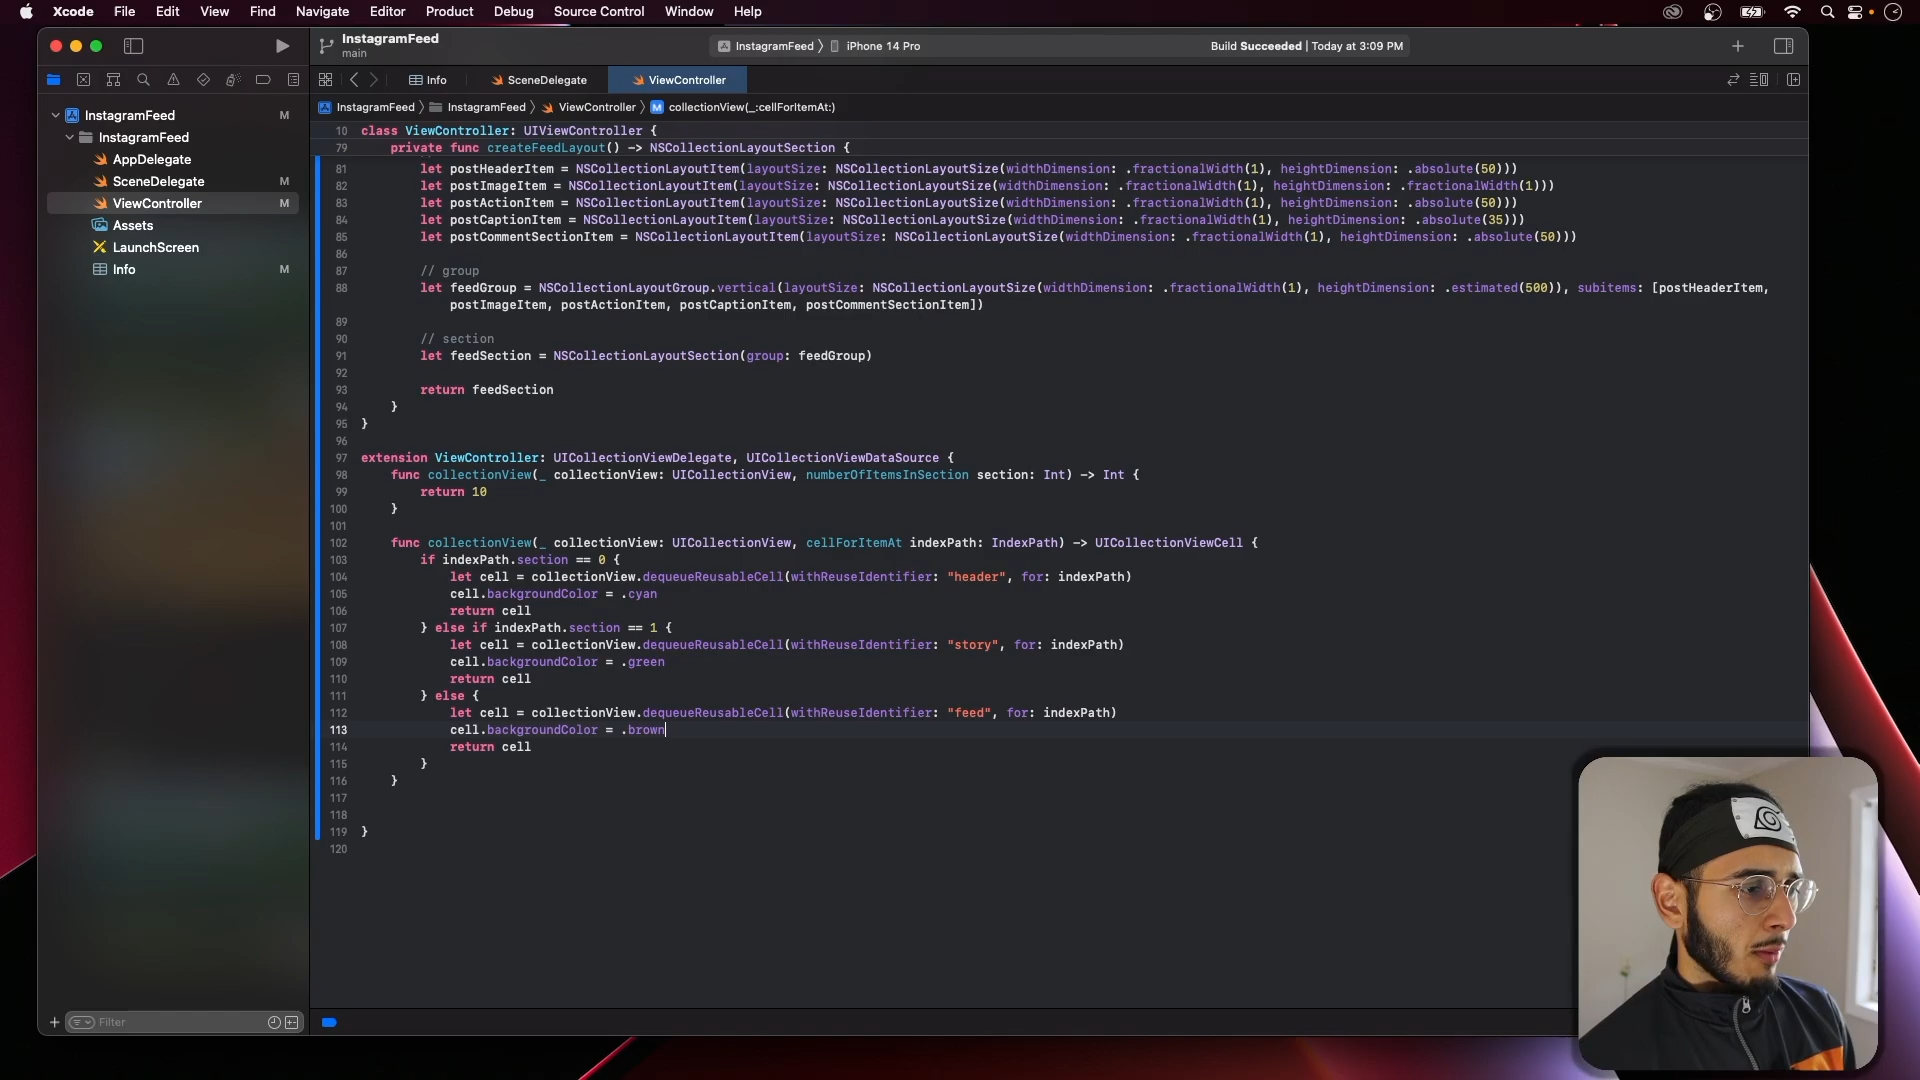 Xcode File Edit View Find Navigate Editor Product Debug Source Control Window Help
InstagramFeed
main
InstagramFeed 〉 iPhone 14 Pro
Build Succeeded | Today at 3:09 PM
Info SceneDelegate ViewController
InstagramFeed 〉 InstagramFeed 〉 ViewController 〉 M collectionView(_:cellForItemAt:)
InstagramFeed M
InstagramFeed
AppDelegate
SceneDelegate M
ViewController M
Assets
LaunchScreen
Info M
10 class ViewController: UIViewController {
79 private func createFeedLayout() -> NSCollectionLayoutSection {
81 let postHeaderItem = NSCollectionLayoutItem(layoutSize: NSCollectionLayoutSize(widthDimension: .fractionalWidth(1), heightDimension: .absolute(50)))
82 let postImageItem = NSCollectionLayoutItem(layoutSize: NSCollectionLayoutSize(widthDimension: .fractionalWidth(1), heightDimension: .fractionalWidth(1)))
83 let postActionItem = NSCollectionLayoutItem(layoutSize: NSCollectionLayoutSize(widthDimension: .fractionalWidth(1), heightDimension: .absolute(50)))
84 let postCaptionItem = NSCollectionLayoutItem(layoutSize: NSCollectionLayoutSize(widthDimension: .fractionalWidth(1), heightDimension: .absolute(35)))
85 let postCommentSectionItem = NSCollectionLayoutItem(layoutSize: NSCollectionLayoutSize(widthDimension: .fractionalWidth(1), heightDimension: .absolute(50)))
86
87 // group
88 let feedGroup = NSCollectionLayoutGroup.vertical(layoutSize: NSCollectionLayoutSize(widthDimension: .fractionalWidth(1), heightDimension: .estimated(500)), subitems: [postHeaderItem,
postImageItem, postActionItem, postCaptionItem, postCommentSectionItem])
89
90 // section
91 let feedSection = NSCollectionLayoutSection(group: feedGroup)
92
93 return feedSection
94 }
95 }
96
97 extension ViewController: UICollectionViewDelegate, UICollectionViewDataSource {
98 func collectionView(_ collectionView: UICollectionView, numberOfItemsInSection section: Int) -> Int {
99 return 10
100 }
101
102 func collectionView(_ collectionView: UICollectionView, cellForItemAt indexPath: IndexPath) -> UICollectionViewCell {
103 if indexPath.section == 0 {
104 let cell = collectionView.dequeueReusableCell(withReuseIdentifier: "header", for: indexPath)
105 cell.backgroundColor = .cyan
106 return cell
107 } else if indexPath.section == 1 {
108 let cell = collectionView.dequeueReusableCell(withReuseIdentifier: "story", for: indexPath)
109 cell.backgroundColor = .green
110 return cell
111 } else {
112 let cell = collectionView.dequeueReusableCell(withReuseIdentifier: "feed", for: indexPath)
113 cell.backgroundColor = .brown
114 return cell
115 }
116 }
117
118
119 }
120
Filter